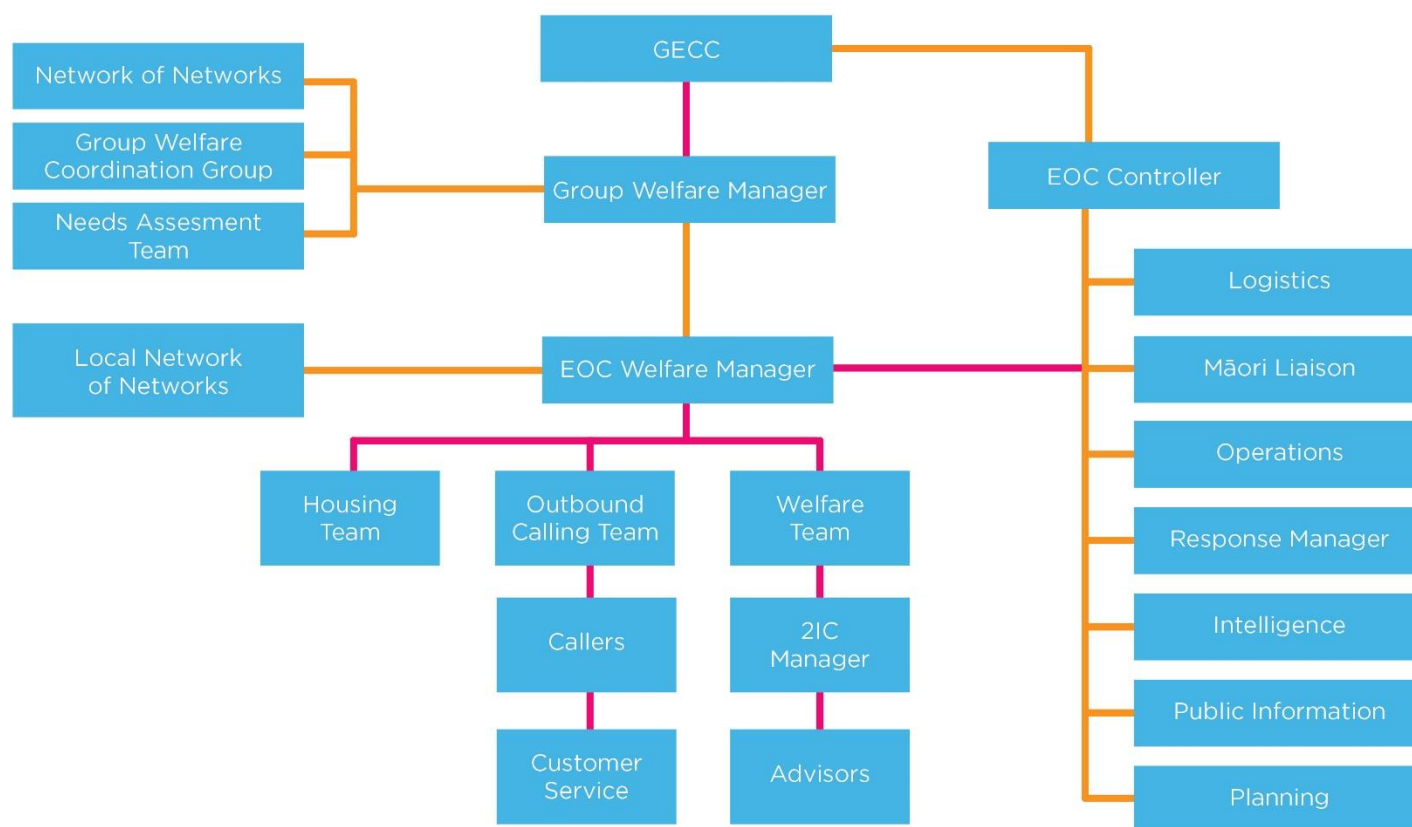 GECC
Network of Networks
Group Welfare
Coordination Group
Needs Assesment
Team
Group Welfare Manager
EOC Controller
Local Network
of Networks
EOC Welfare Manager
Logistics
Māori Liaison
Operations
Response Manager
Intelligence
Public Information
Planning
Housing
Team
Outbound
Calling Team
Welfare
Team
Callers
2IC
Manager
Customer
Service
Advisors